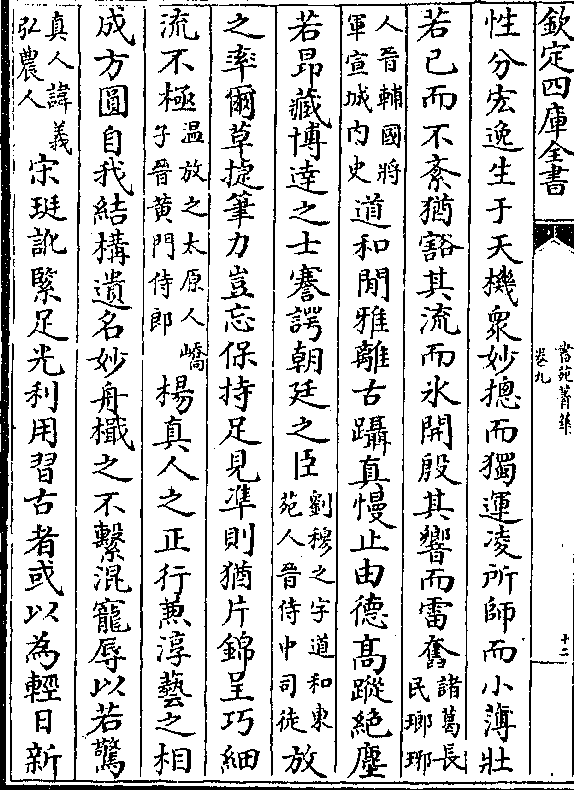 欽定四庫全書
書苑菁華
卷九
十二
性分宏逸生于天機衆妙摠而獨運凌所師而小薄壯
若已而不紊猶豁其流而氷開殷其響而雷奮諸葛長民瑯琊
人晉輔國將軍宣城内史道和閒雅離古躡真慢止由德高蹤絕塵
若昂藏博達之士謇諤朝廷之臣劉穆之字道和東莞人晉侍中司徒放
之率爾草㨗筆力豈忘保持足見準則猶片錦呈巧細
流不極温放之太原人嶠子晉黄門侍郎楊真人之正行兼淳藝之相
成方圓自我結構遺名妙舟檝之不繫混寵辱以若驚
真人諱義弘農人宋珽訛緊足光利用習古者或以為輕日新